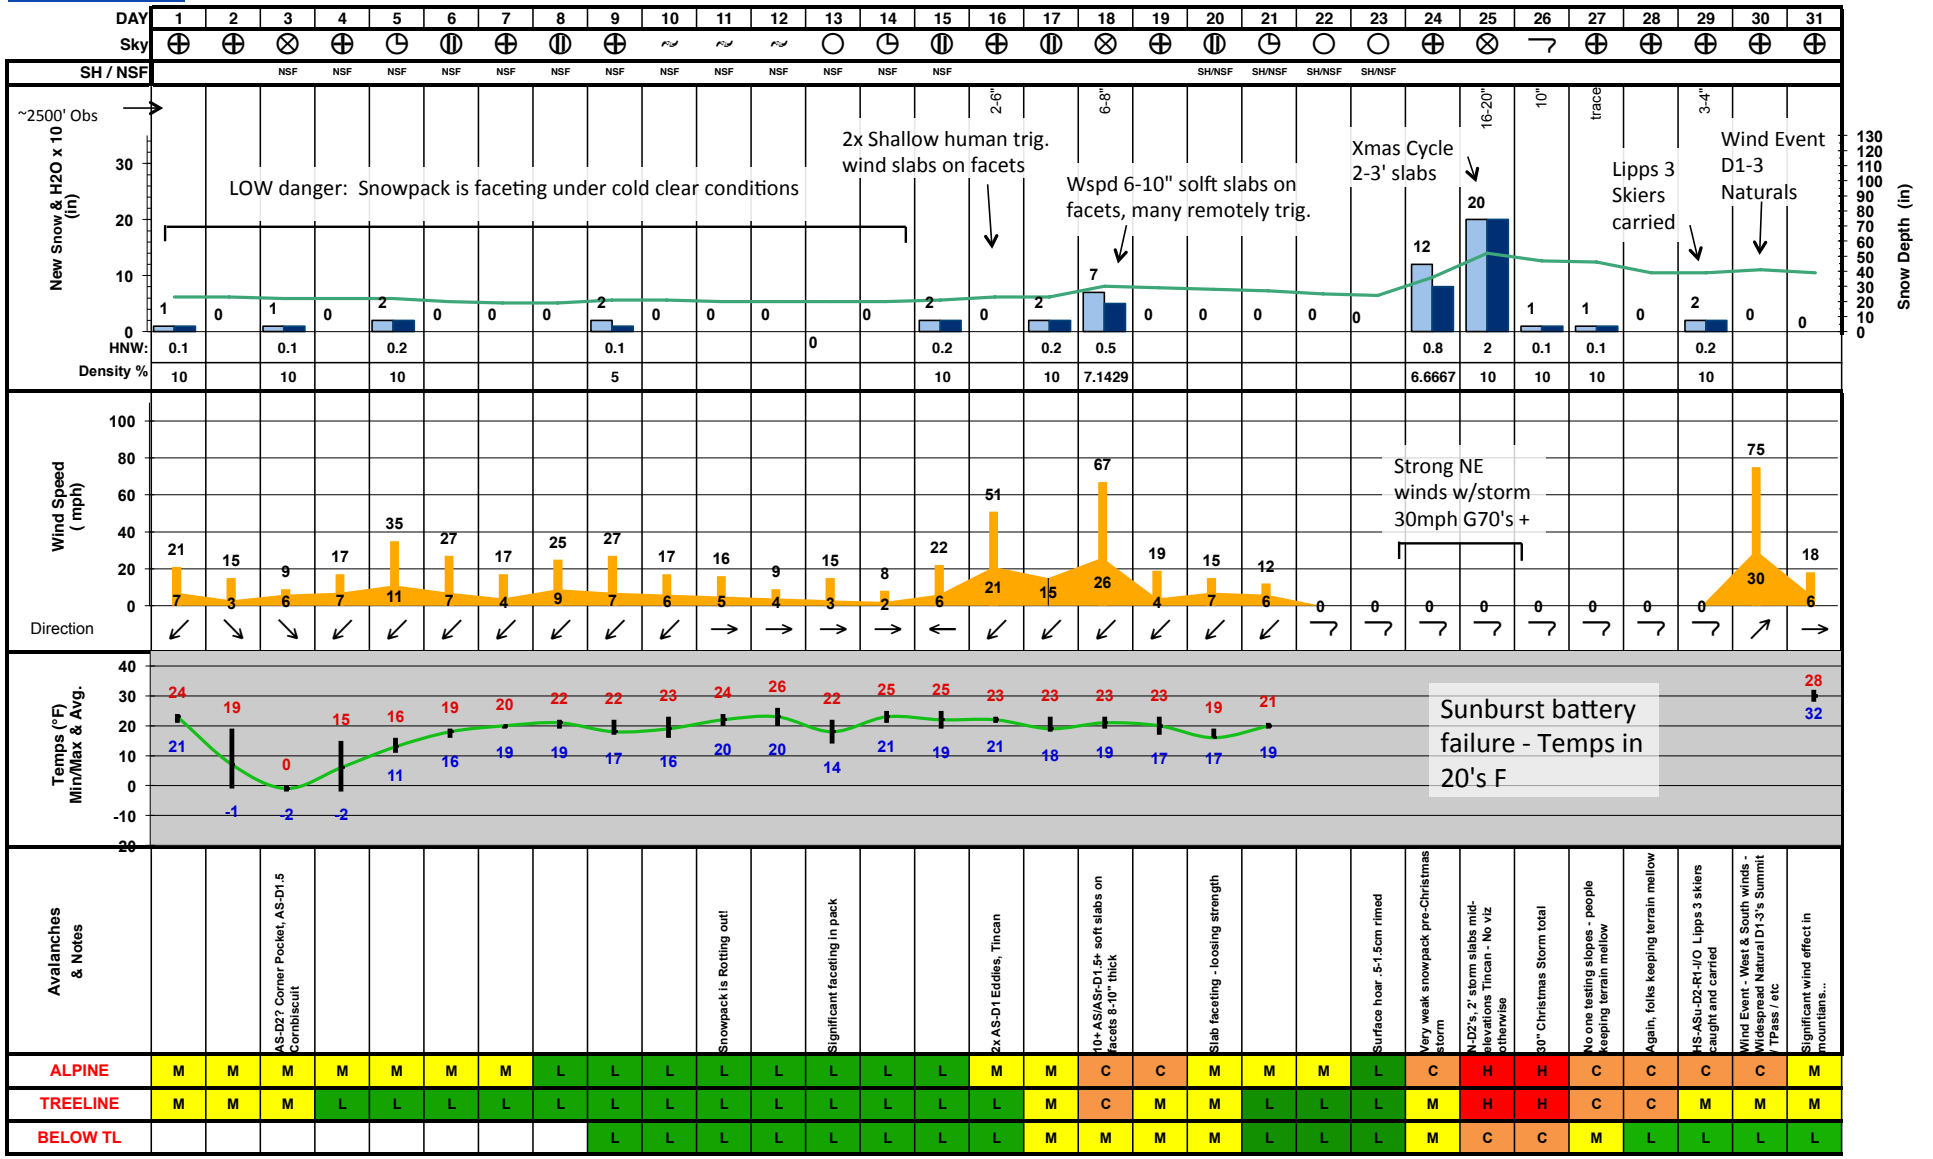 DAY 1 2 3 4 5 6 7 8 9 10 11 12 13 14 15 16 17 18 19 20 21 22 23 24 25 26 27 28 29 30 31
Sky
SH / NSF NSF NSF NSF NSF NSF NSF NSF NSF NSF NSF NSF NSF NSF SH/NSF SH/NSF SH/NSF SH/NSF
~2500' Obs 2-6" 6-8" 16-20" 10" trace 3-4"
New Snow & H2O x 10
(in)
30
20
10
0
LOW danger: Snowpack is faceting under cold clear conditions
2x Shallow human trig.
wind slabs on facets
Wspd 6-10" solft slabs on
facets, many remotely trig.
Xmas Cycle
2-3' slabs
Lipps 3
Skiers
carried
Wind Event
D1-3
Naturals
130
120
100
100
90
80
70
60
50
40
30
20
10
0
Snow Depth (in)
1 0 1 0 2 0 0 0 2 0 0 0 0 0 2 0 2 7 0 0 0 0 0 12 20 1 1 0 2 0 0
HNW: 0.1 0.1 0.2 0.1 0.2 0.2 0.5 0.8 2 0.1 0.1 0.2
Density % 10 10 10 5 10 10 7.1429 6.6667 10 10 10 10
Wind Speed
( mph)
100
80
60
40
20
0
21 15 9 17 35 27 17 25 27 17 16 9 15 8 22 51 67 19 15 12 75 18
7 3 6 7 11 7 4 9 7 6 5 4 3 2 6 21 15 26 4 7 6 0 0 0 0 0 0 0 0 30 6
Strong NE
winds w/storm
30mph G70's +
Direction
Temps (°F)
Min/Max & Avg.
40
30
20
10
0
-10
-20
24 19 0 15 16 19 20 22 22 23 24 26 22 25 25 23 23 23 23 19 21 28
21 -1 -2 -2 11 16 19 19 17 16 20 20 14 21 19 21 18 19 17 17 19 32
Sunburst battery
failure - Temps in
20's F
Avalanches
& Notes
AS-D2? Corner Pocket, AS-D1.5
Cornbiscuit
Snowpack is Rotting out!
Significant faceting in pack
2x AS-D1 Eddies, Tincan
10+ AS/ASr-D1.5+ soft slabs on
facets 8-10" thick
Slab faceting - loosing strength
Surface hoar .5-1.5cm rimed
Very weak snowpack pre-Christmas
storm
N-D2's, 2' storm slabs mid-
elevations Tincan - No viz
otherwise
30" Christmas Storm total
No one testing slopes - people
keeping terrain mellow
Again, folks keeping terrain mellow
HS-ASu-D2-R1-I/O Lipps 3 skiers
caught and carried
Wind Event - West & South winds -
Widespread Natural D1-3's Summit
/ TPass / etc
Significant wind effect in
mountians...
ALPINE M M M M M M M L L L L L L L L M M C C M M M L C H H C C C C M
TREELINE M M M L L L L L L L L L L L L L M C M M L L L M H H C C M M M
BELOW TL L L L L L L L L M M M M L L L M C C M L L L L